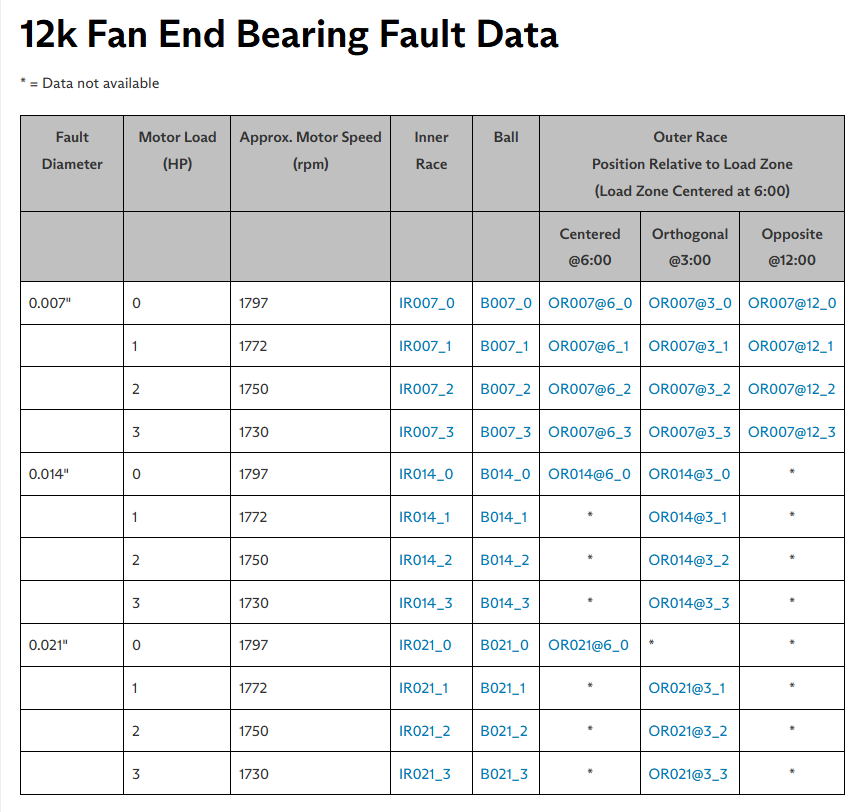 12k Fan End Bearing Fault Data
* = Data not available
Fault Diameter Motor Load (HP) Approx. Motor Speed (rpm) Inner Race Ball Outer Race Position Relative to Load Zone (Load Zone Centered at 6:00)
Centered @6:00 Orthogonal @3:00 Opposite @12:00
0.007" 0 1797 IR007_0 B007_0 OR007@6_0 OR007@3_0 OR007@12_0
1 1772 IR007_1 B007_1 OR007@6_1 OR007@3_1 OR007@12_1
2 1750 IR007_2 B007_2 OR007@6_2 OR007@3_2 OR007@12_2
3 1730 IR007_3 B007_3 OR007@6_3 OR007@3_3 OR007@12_3
0.014" 0 1797 IR014_0 B014_0 OR014@6_0 OR014@3_0 *
1 1772 IR014_1 B014_1 * OR014@3_1 *
2 1750 IR014_2 B014_2 * OR014@3_2 *
3 1730 IR014_3 B014_3 * OR014@3_3 *
0.021" 0 1797 IR021_0 B021_0 OR021@6_0 * *
1 1772 IR021_1 B021_1 * OR021@3_1 *
2 1750 IR021_2 B021_2 * OR021@3_2 *
3 1730 IR021_3 B021_3 * OR021@3_3 *